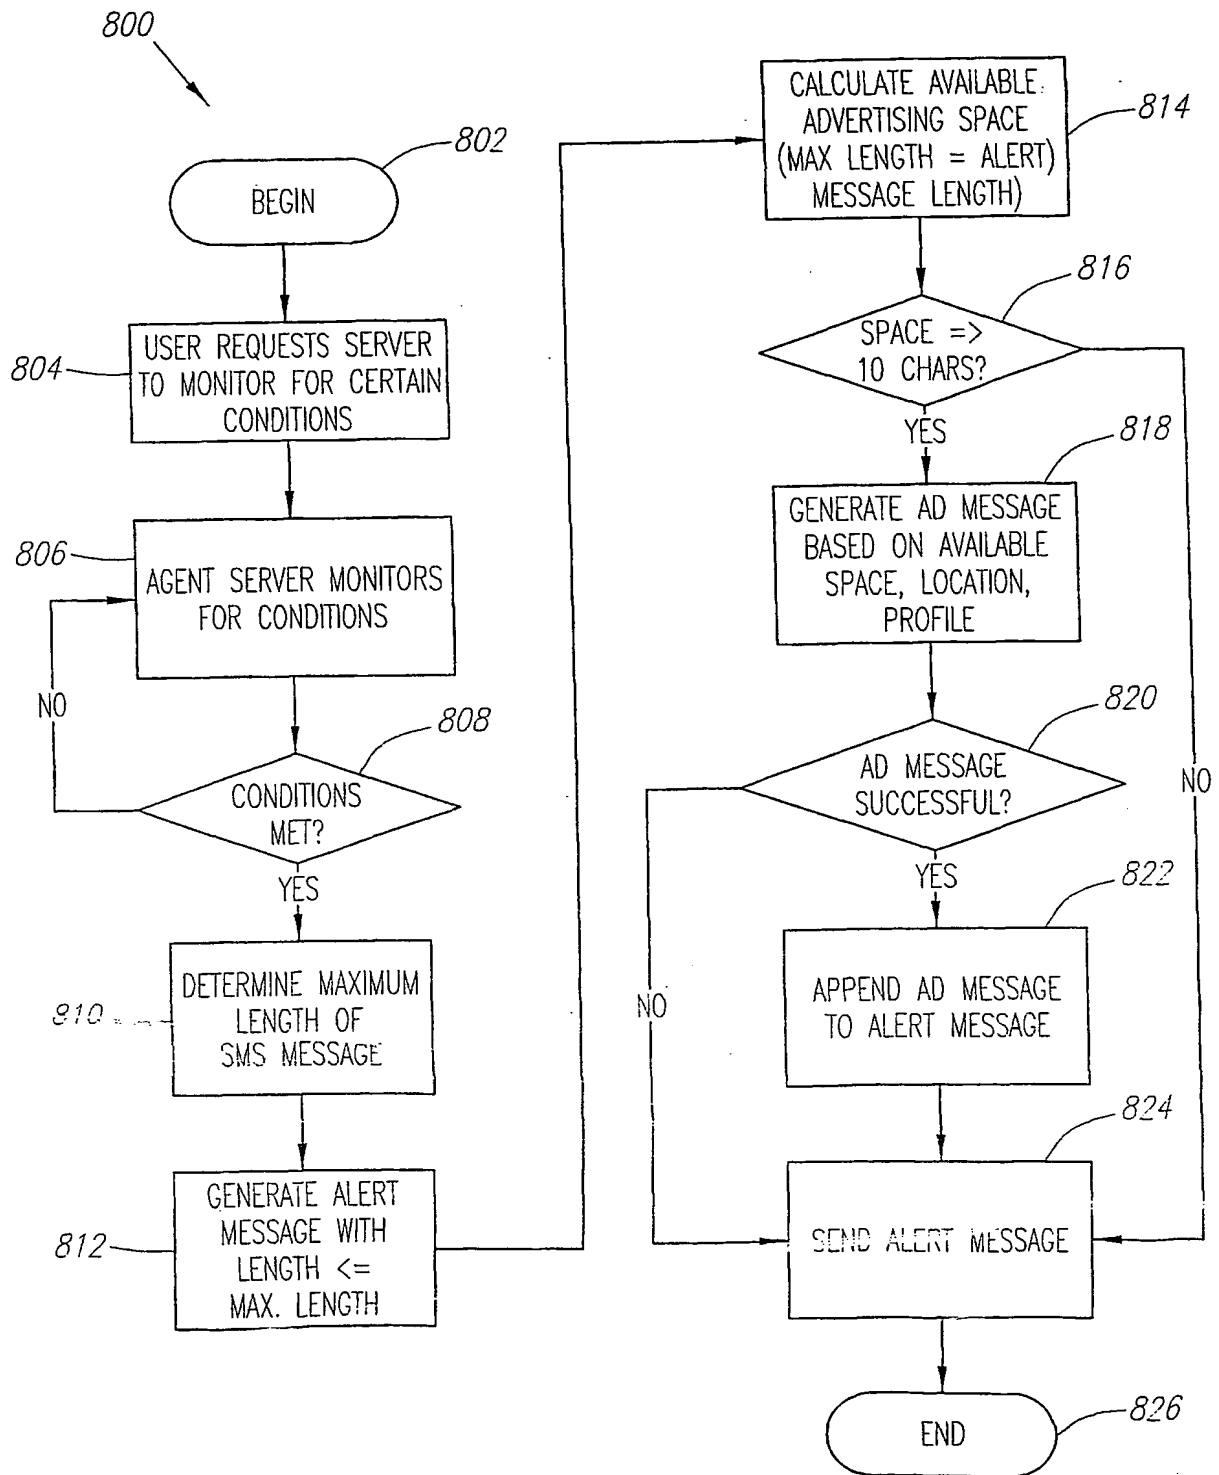 800
802
BEGIN
804
USER REQUESTS SERVER
TO MONITOR FOR CERTAIN
CONDITIONS
806
AGENT SERVER MONITORS
FOR CONDITIONS
NO
808
CONDITIONS
MET?
YES
810
DETERMINE MAXIMUM
LENGTH OF
SMS MESSAGE
812
GENERATE ALERT
MESSAGE WITH
LENGTH <=
MAX. LENGTH
814
CALCULATE AVAILABLE
ADVERTISING SPACE
(MAX LENGTH = ALERT)
MESSAGE LENGTH)
816
SPACE =>
10 CHARS?
YES
NO
818
GENERATE AD MESSAGE
BASED ON AVAILABLE
SPACE, LOCATION,
PROFILE
820
AD MESSAGE
SUCCESSFUL?
YES
NO
822
APPEND AD MESSAGE
TO ALERT MESSAGE
824
SEND ALERT MESSAGE
END
826